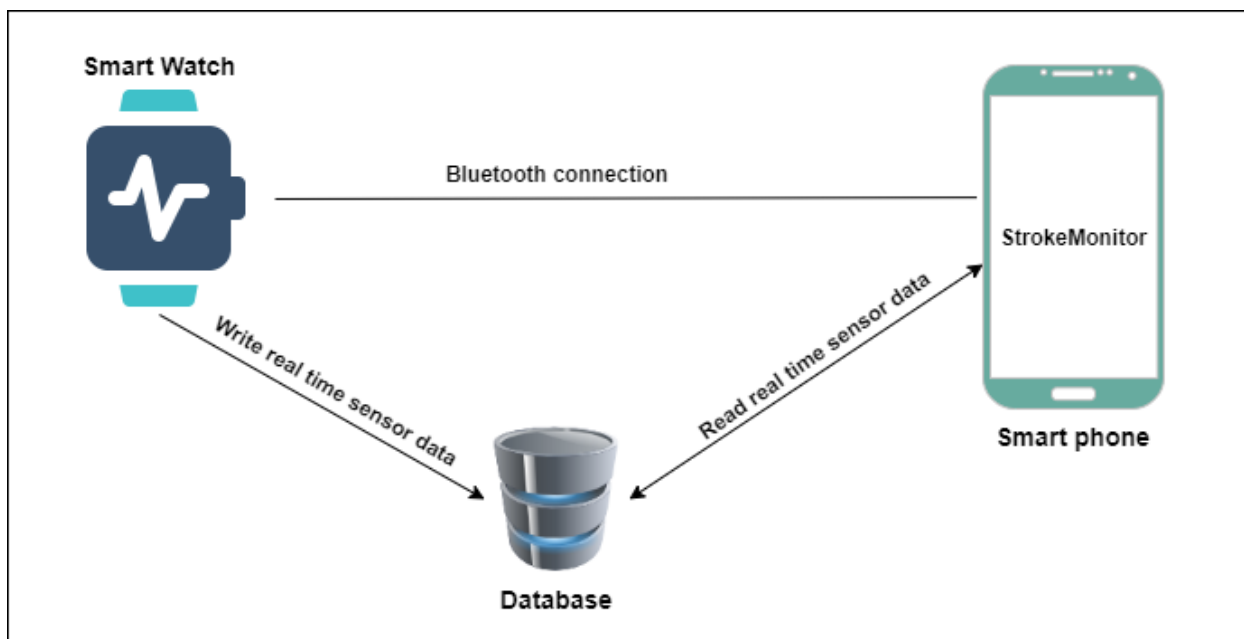 Smart Watch
Bluetooth connection
StrokeMonitor
Write real time sensor data
Read real time sensor data
Smart phone
Database